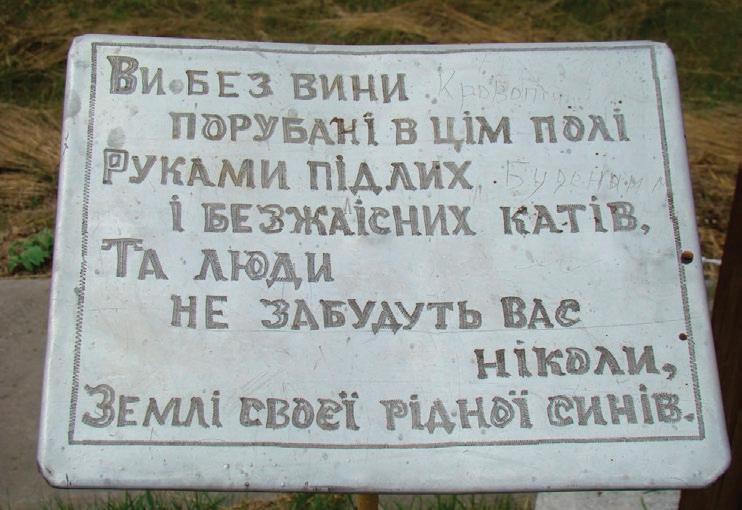 Ви без вини
порубані в цім полі
Руками підлих
і безжаісних катів,
Та люди
не забудуть вас
ніколи,
Землі своєї рідної синів.